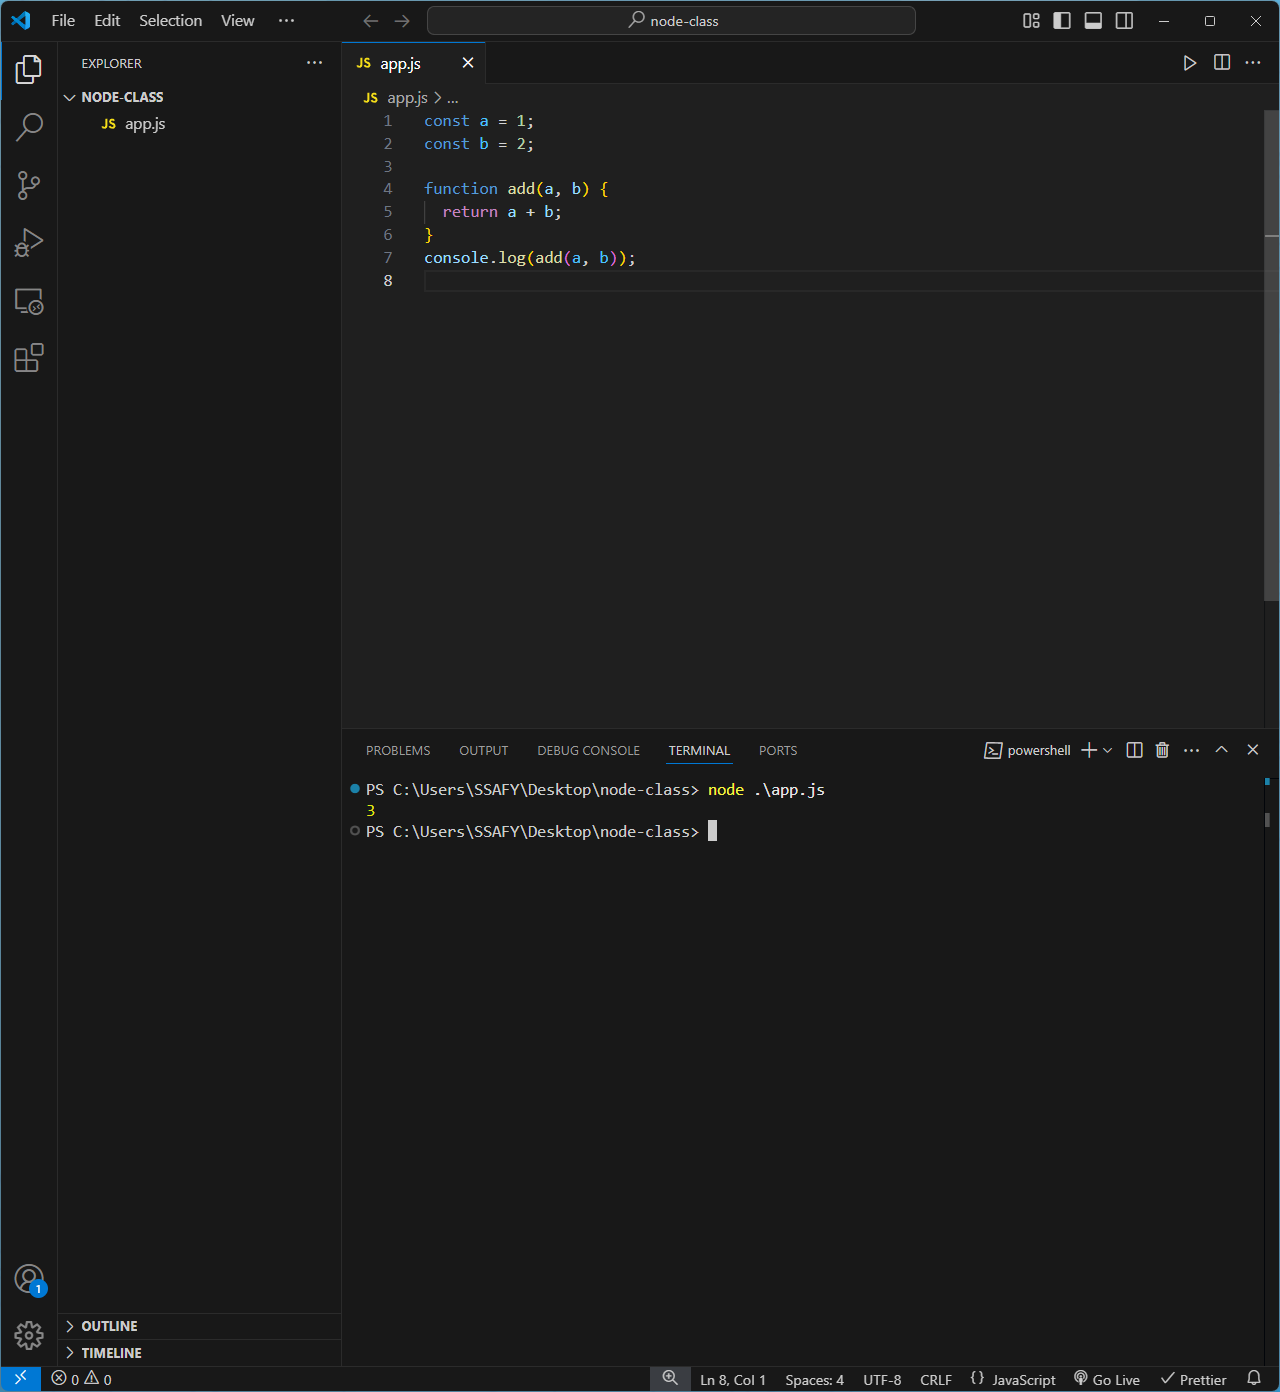 File Edit Selection View ···
node-class
EXPLORER ···
NODE-CLASS
JS app.js
OUTLINE
TIMELINE
JS app.js
JS app.js > ...
1 const a = 1;
2 const b = 2;
3
4 function add(a, b) {
5   return a + b;
6 }
7 console.log(add(a, b));
8
PROBLEMS OUTPUT DEBUG CONSOLE TERMINAL PORTS powershell
PS C:\Users\SSAFY\Desktop\node-class> node .\app.js
3
PS C:\Users\SSAFY\Desktop\node-class>
1
0 0 Ln 8, Col 1 Spaces: 4 UTF-8 CRLF {} JavaScript Go Live Prettier